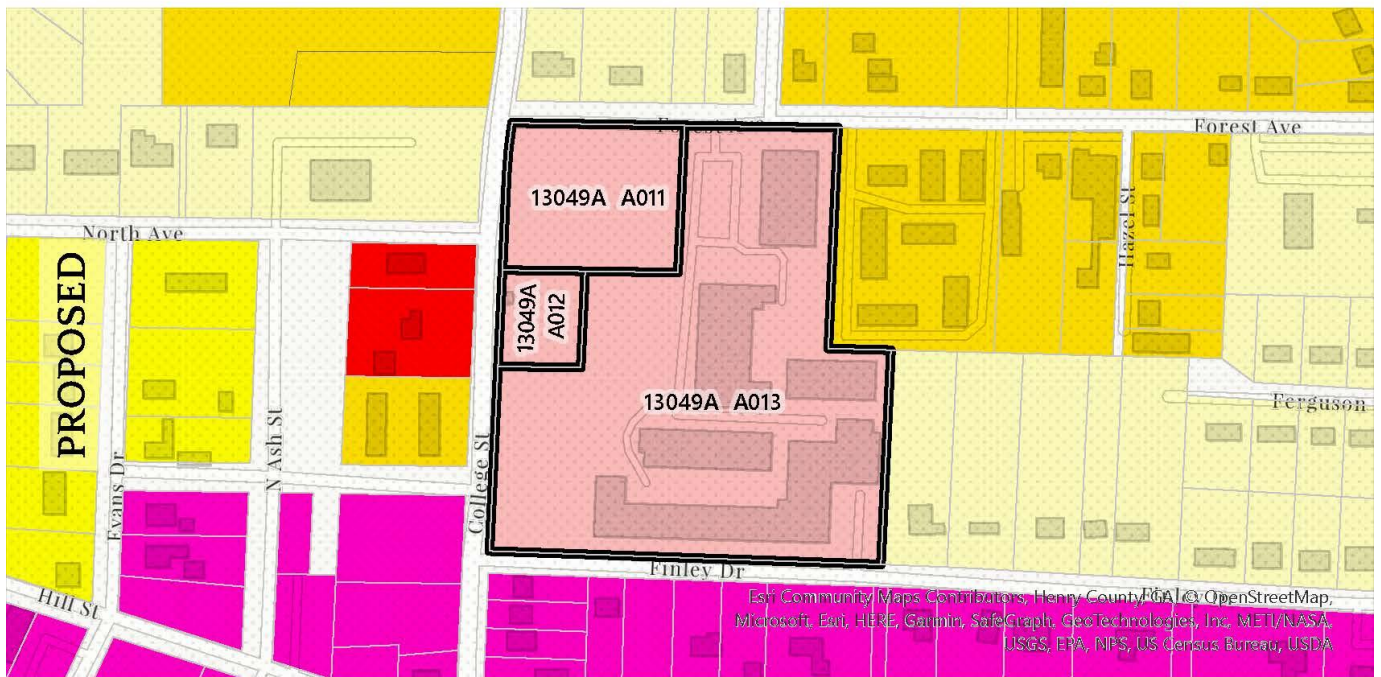 Forest Ave
Forest Ave
13049A A011
Hazel St
North Ave
PROPOSED
13049A
A012
13049A A013
Ferguson
N Ash St
College St
Evans Dr
Finley Dr
Hill St
Esri Community Maps Contributors, Henry County, GA, © OpenStreetMap,
Microsoft, Esri, HERE, Garmin, SafeGraph, GeoTechnologies, Inc, METI/NASA,
USGS, EPA, NPS, US Census Bureau, USDA